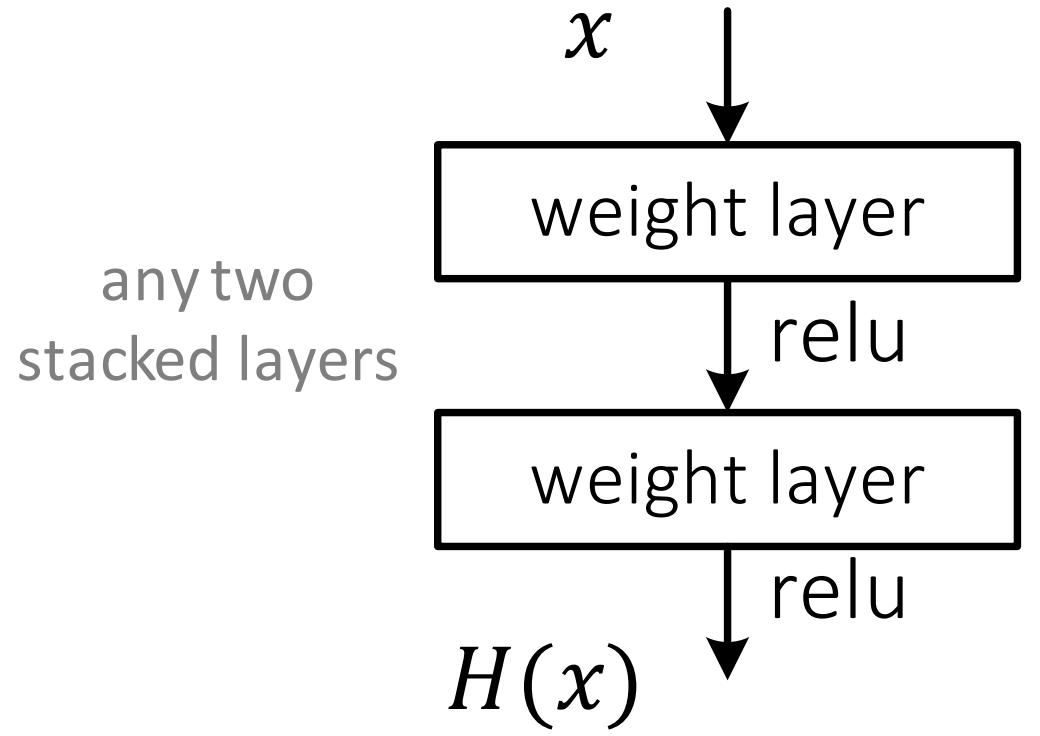 x
weight layer
any two
stacked layers
relu
weight layer
relu
H(x)